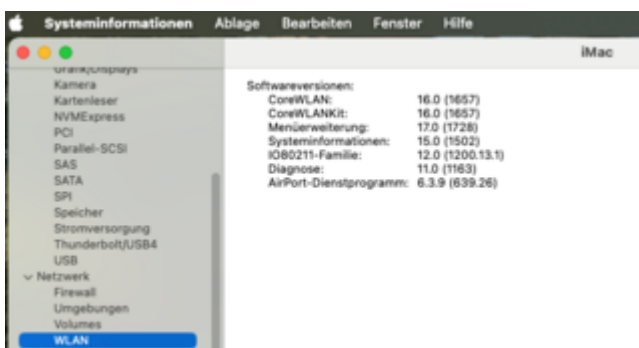 Systeminformationen Ablage Bearbeiten Fenster Hilfe
iMac
Grafik/Displays
Kamera
Kartenleser
NVMExpress
PCI
Parallel-SCSI
SAS
SATA
SPI
Speicher
Stromversorgung
Thunderbolt/USB4
USB
Netzwerk
Firewall
Umgebungen
Volumes
WLAN
Softwareversionen:
CoreWLAN: 16.0 (1657)
CoreWLANKit: 16.0 (1657)
Menüerweiterung: 17.0 (1728)
Systeminformationen: 15.0 (1502)
IO80211-Familie: 12.0 (1200.13.1)
Diagnose: 11.0 (1163)
AirPort-Dienstprogramm: 6.3.9 (639.26)